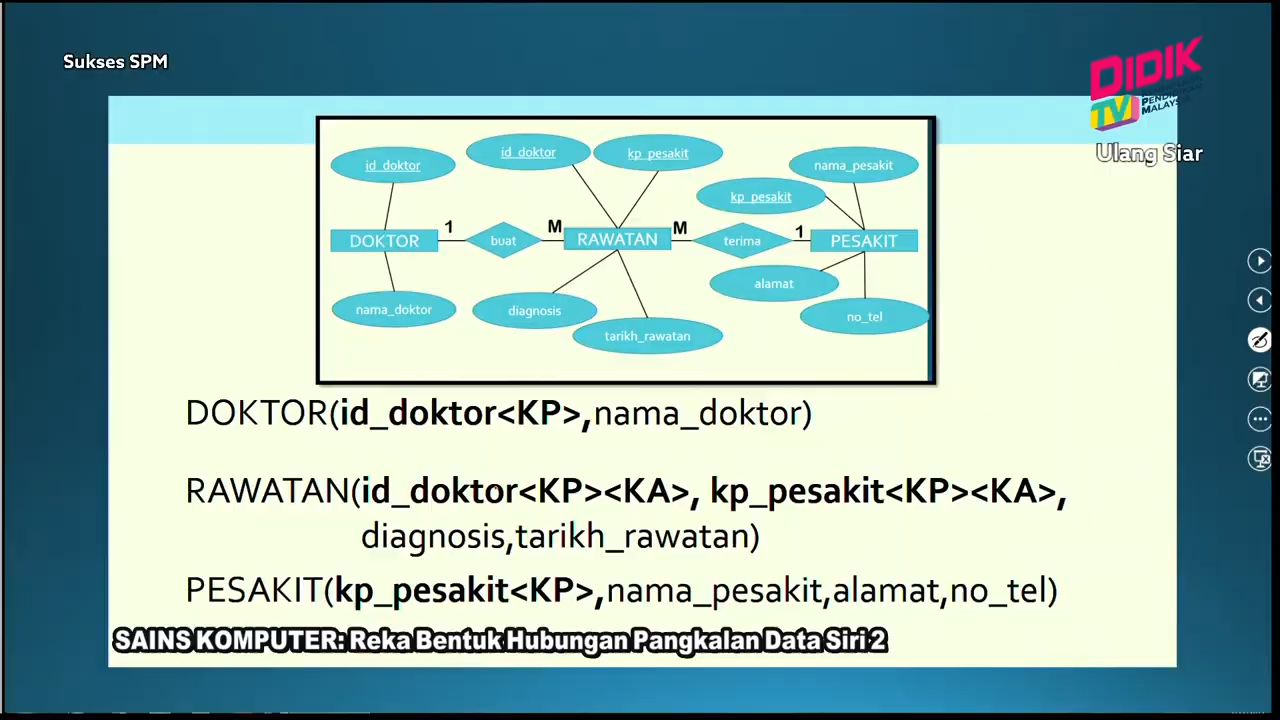 Sukses SPM
DIDIK
TV
PENDIDIKAN
MALAYSIA
Ulang Siar
id_doktor
id_doktor
kp_pesakit
nama_pesakit
kp_pesakit
1
M
M
1
DOKTOR
buat
RAWATAN
terima
PESAKIT
alamat
nama_doktor
diagnosis
no_tel
tarikh_rawatan
DOKTOR(id_doktor<KP>,nama_doktor)
RAWATAN(id_doktor<KP><KA>, kp_pesakit<KP><KA>,
diagnosis,tarikh_rawatan)
PESAKIT(kp_pesakit<KP>,nama_pesakit,alamat,no_tel)
SAINS KOMPUTER: Reka Bentuk Hubungan Pangkalan Data Siri 2